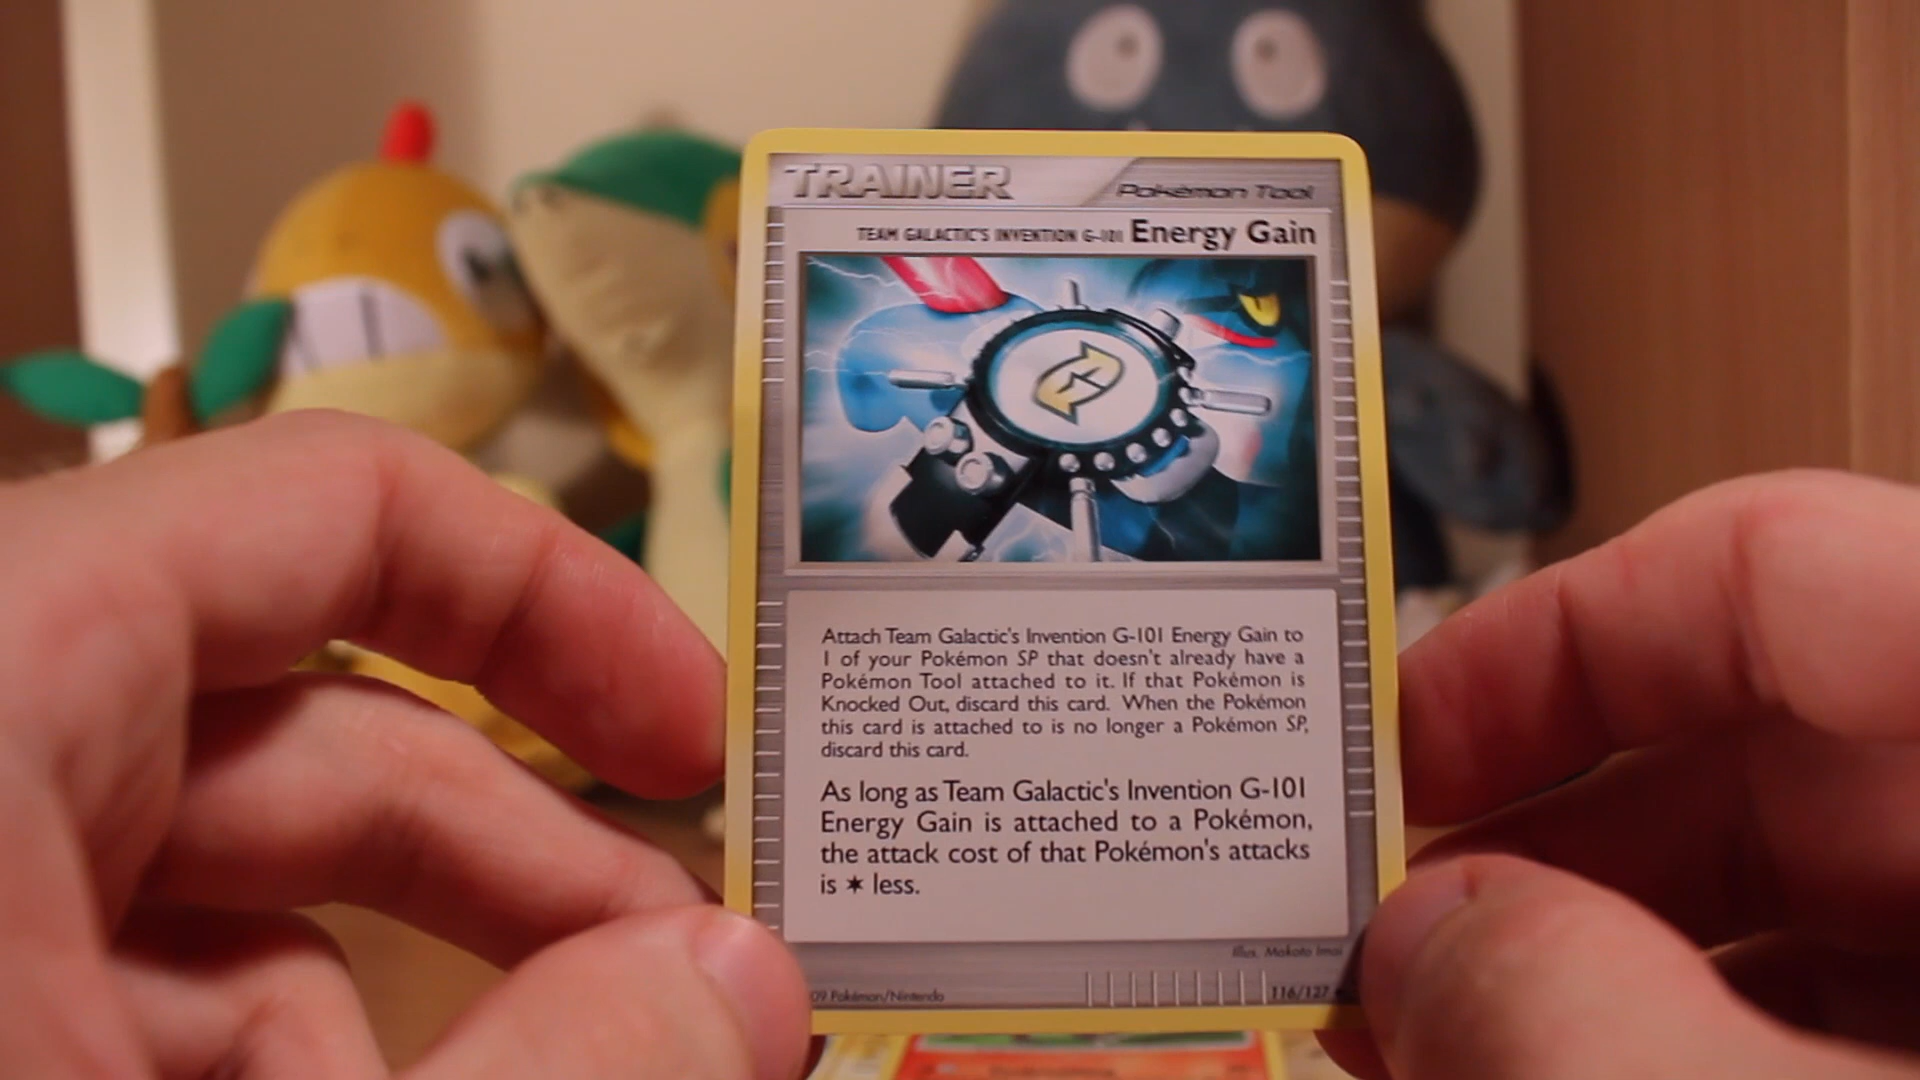 TRAINER Pokémon Tool
TEAM GALACTIC'S INVENTION G-101 Energy Gain
Attach Team Galactic's Invention G-101 Energy Gain to
1 of your Pokémon SP that doesn't already have a
Pokémon Tool attached to it. If that Pokémon is
Knocked Out, discard this card. When the Pokémon
this card is attached to is no longer a Pokémon SP,
discard this card.
As long as Team Galactic's Invention G-101
Energy Gain is attached to a Pokémon,
the attack cost of that Pokémon's attacks
is ✶ less.
Illus. Makoto Imai
09 Pokémon/Nintendo 116/127